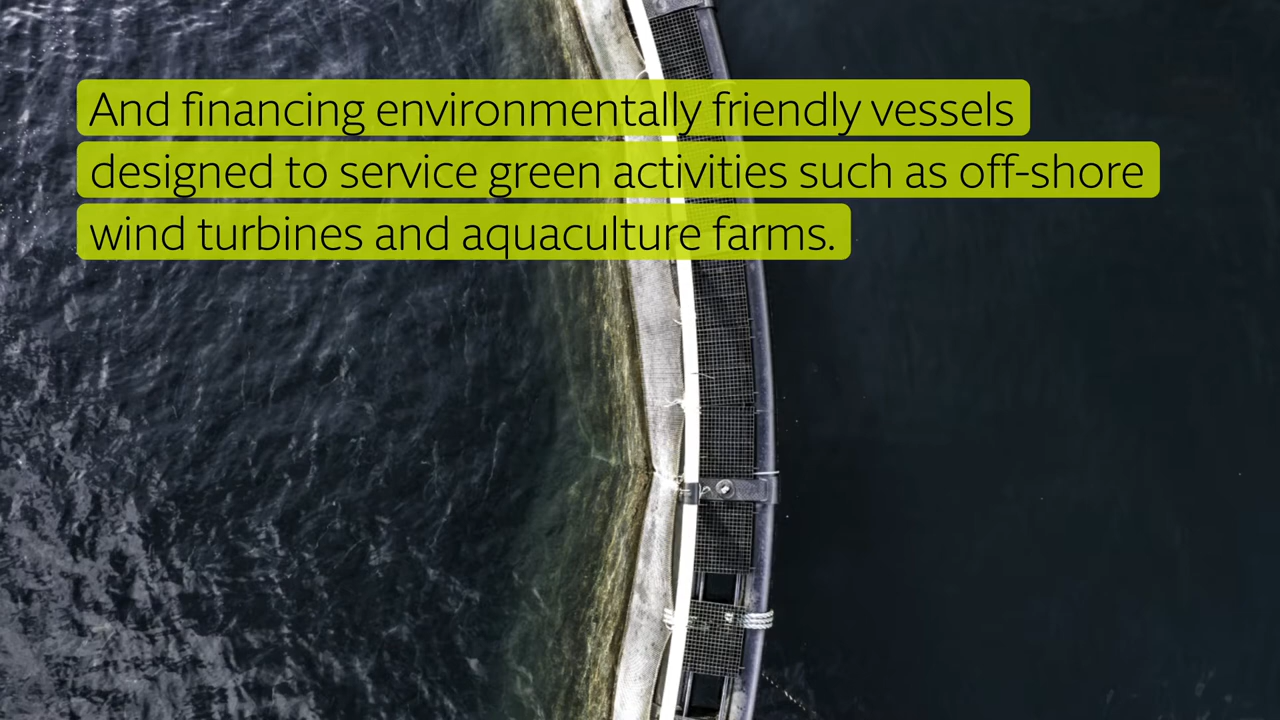 And financing environmentally friendly vessels
designed to service green activities such as off-shore
wind turbines and aquaculture farms.